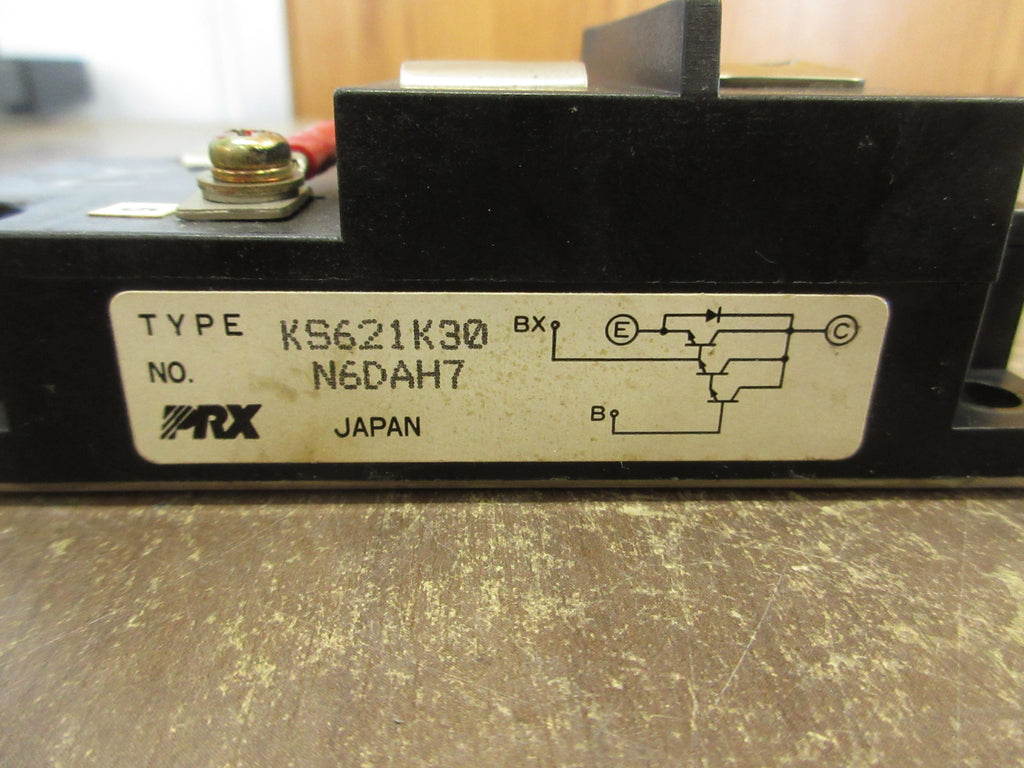 TYPE KS621K30
NO. N6DAH7
PRX JAPAN
BX E C
B